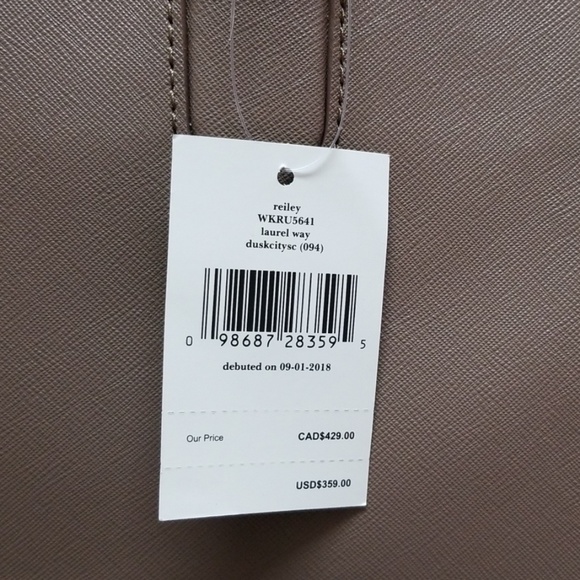 reiley
WKRU5641
laurel way
duskcitysc (094)
0 98687 28359 5
debuted on 09-01-2018
Our Price CAD$429.00
USD$359.00